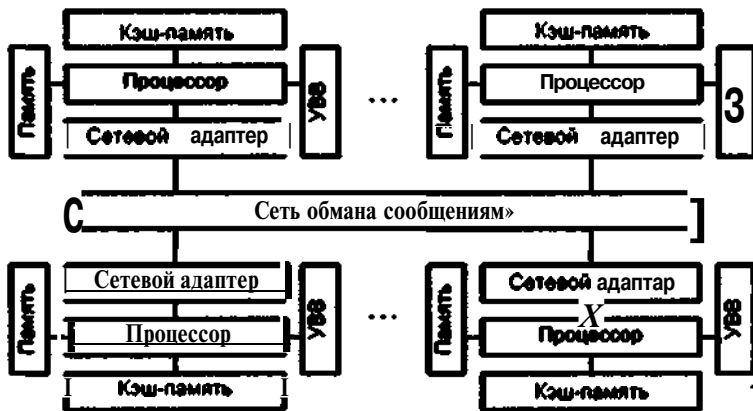 Кэш-память Кэш-память
Память Процессор УВВ ... Память Процессор З
Сетевой адаптер Сетевой адаптер
С Сеть обмана сообщениям» ]
Память Сетевой адаптер УВВ ... Память Сетевой адаптар УВВ
Процессор X Процессор
Кэш-память Кэш-память